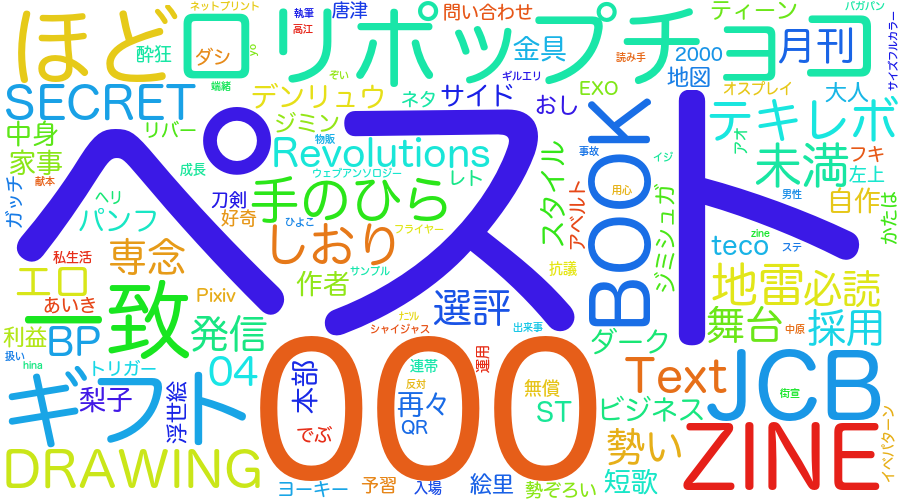 ほど
ロリポップチョコ
執筆
高江
唐津
問い合わせ
ネットプリント
ティーン
バガパン
サイズフルカラー
酔狂
ダシ
yo
端緒
ぞい
ギルエリ
金具
読み手
2000
地図
月刊
オスプレイ
大人
EXO
SECRET
デンリュウ
ネタ
サイド
おし
テキレボ
中身
リバー
ジミン
物販
家事
成長
Revolutions
ウェブアンソロジー
レト
事故
イジ
アオ
未満
フキ
左上
献本
ガッチ
ヘリ
刀剣
手のひら
スタイル
アベルト
用心
男性
自作
かたは
パンフ
好奇
ひよこ
しおり
フライヤー
BOOK
ジミシュガ
zine
ステ
teco
ペスト
私生活
専念
サンプル
作者
抗議
エロ
あいき
Pixiv
選評
地雷
必読
一致
利益
BP
発信
ナニソル
シャイジャス
出来事
ダーク
舞台
中原
採用
扱い
hina
トリガー
04
000
本部
連帯
運用
反対
無償
Text
街宣
JCB
ギフト
梨子
浮世絵
再々
QR
ST
ビジネス
でぶ
勢い
ZINE
イベパターン
DRAWING
ヨーキー
予習
入場
絵里
勢ぞろい
短歌